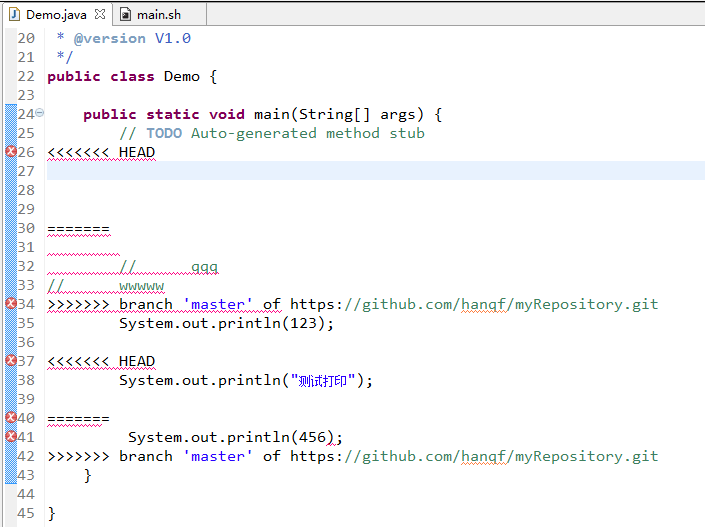 Demo.java main.sh
20  * @version V1.0
21  */
22 public class Demo {
23
24     public static void main(String[] args) {
25         // TODO Auto-generated method stub
26 <<<<<<< HEAD
27
28
29
30 =======
31
32         //      qqq
33 //      wwwww
34 >>>>>>> branch 'master' of https://github.com/hanqf/myRepository.git
35         System.out.println(123);
36
37 <<<<<<< HEAD
38         System.out.println("测试打印");
39
40 =======
41          System.out.println(456);
42 >>>>>>> branch 'master' of https://github.com/hanqf/myRepository.git
43     }
44
45 }